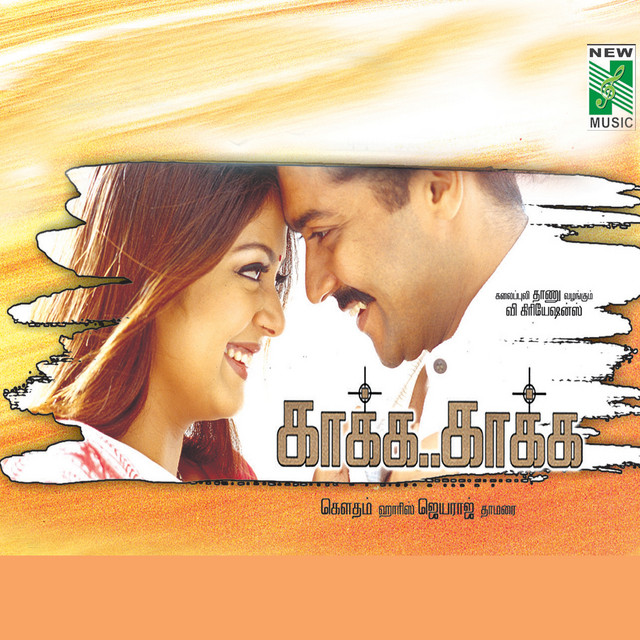 NEW
MUSIC
கலைப்புலி தாணு வழங்கும்
வி கிரியேஷன்ஸ்
காக்க..காக்க
கௌதம் ஹாரிஸ் ஜெயராஜ் தாமரை